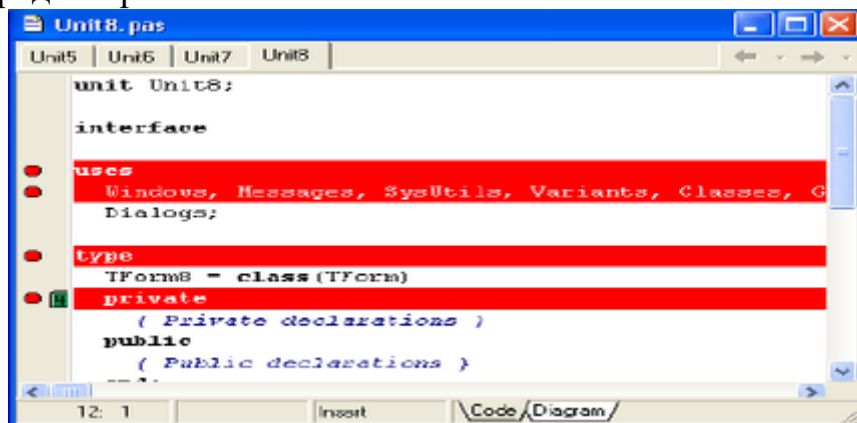 Unit8.pas
Unit5 Unit6 Unit7 Unit8
unit Unit8;
interface
uses
Windows, Messages, SysUtils, Variants, Classes, G
Dialogs;
type
TForm8 = class(TForm)
private
{ Private declarations }
public
{ Public declarations }
12: 1 Insert Code Diagram